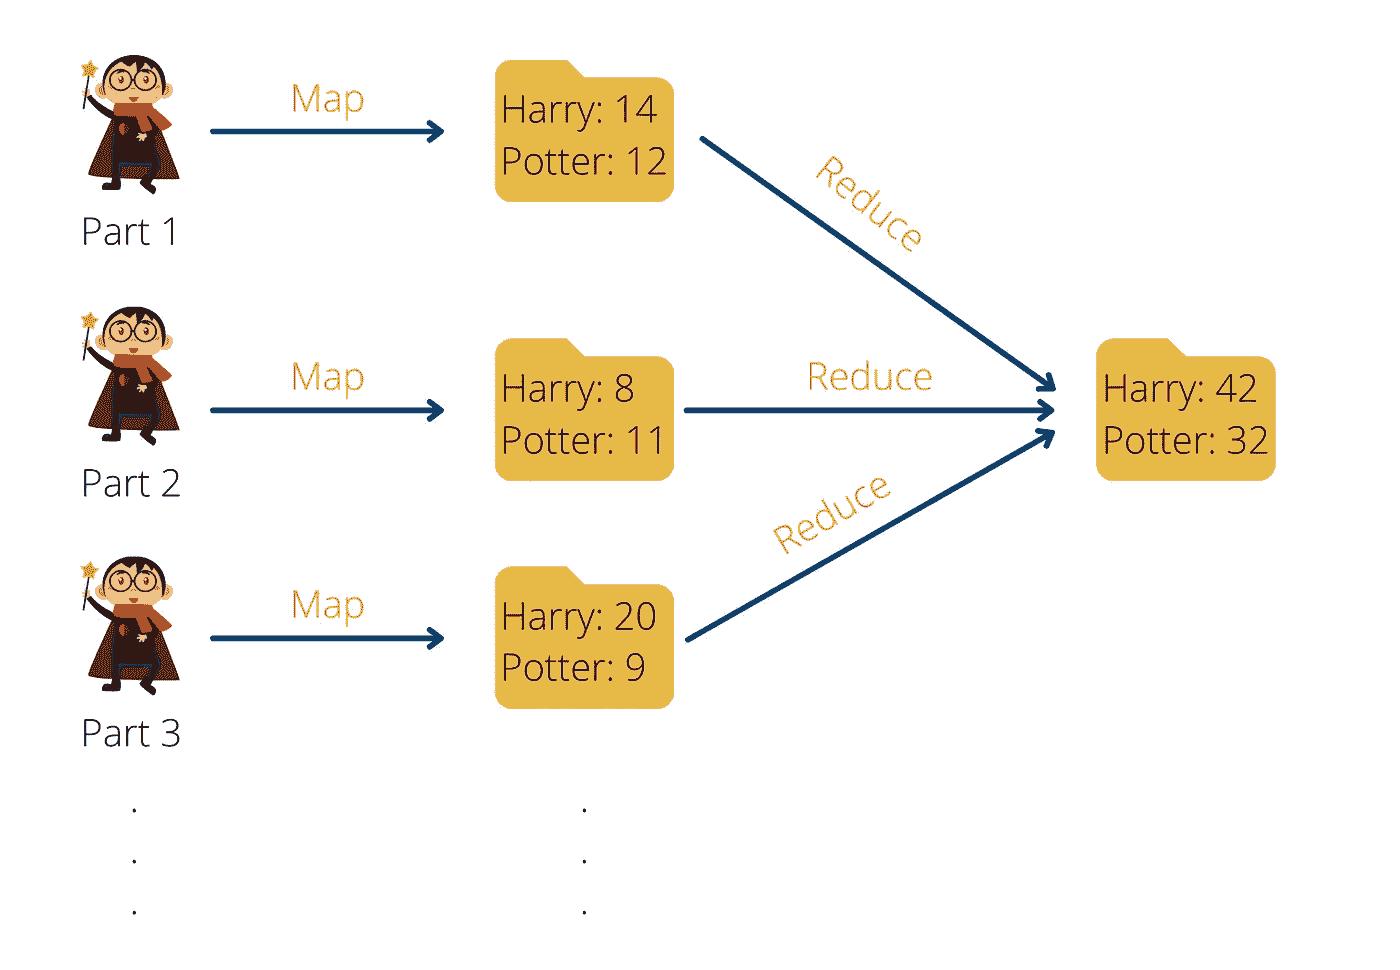 Part 1
Map
Harry: 14
Potter: 12
Reduce
Part 2
Map
Harry: 8
Potter: 11
Reduce
Harry: 42
Potter: 32
Part 3
Map
Harry: 20
Potter: 9
Reduce